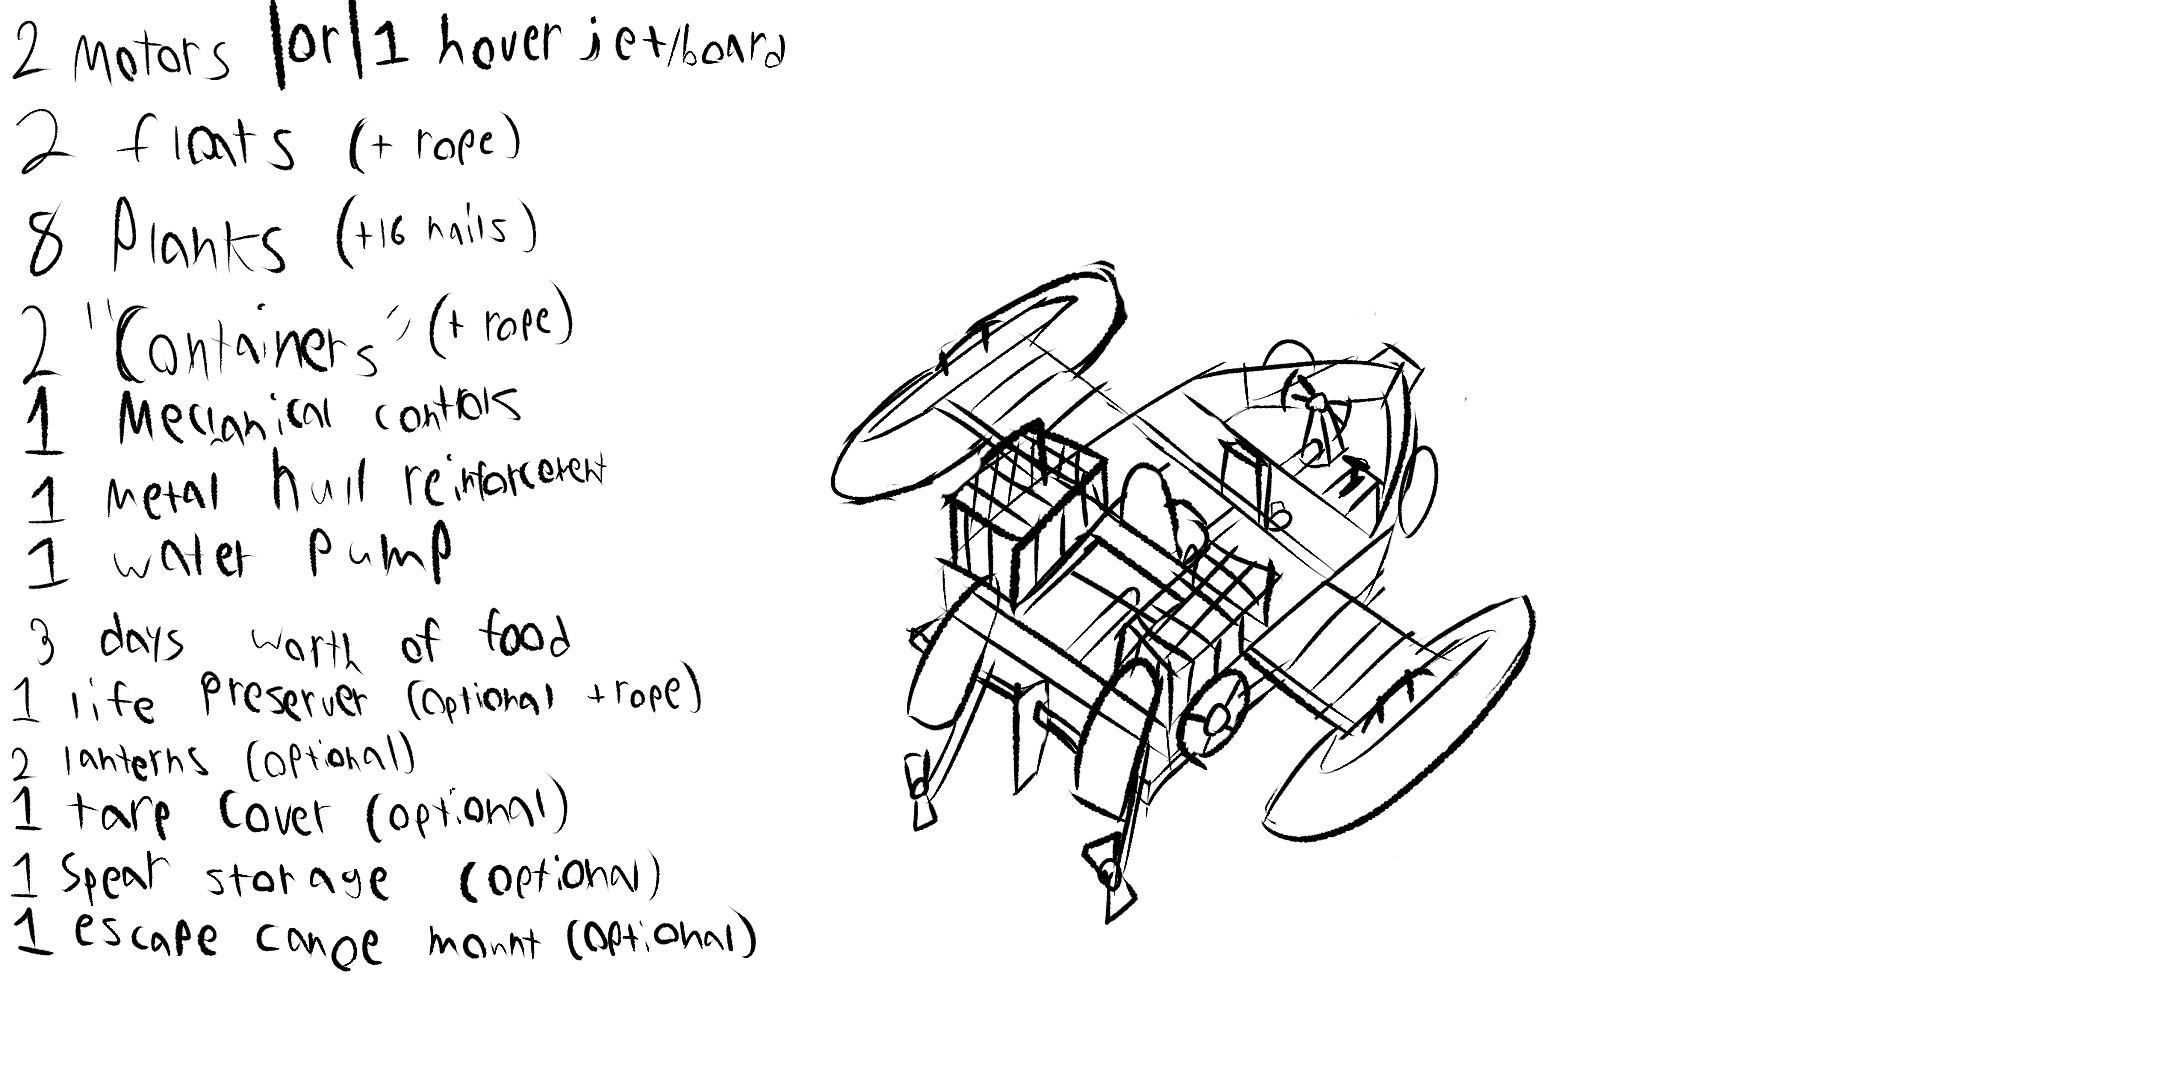 2 Motors |or| 1 hover jet/board
2 floats (+ rope)
8 Planks (+16 nails)
2 "Containers" (+ rope)
1 Mechanical controls
1 Metal hull reinforcement
1 water pump
3 days worth of food
1 life preserver (optional + rope)
2 lanterns (optional)
1 tarp cover (optional)
1 Spear storage (optional)
1 escape canoe mount (optional)